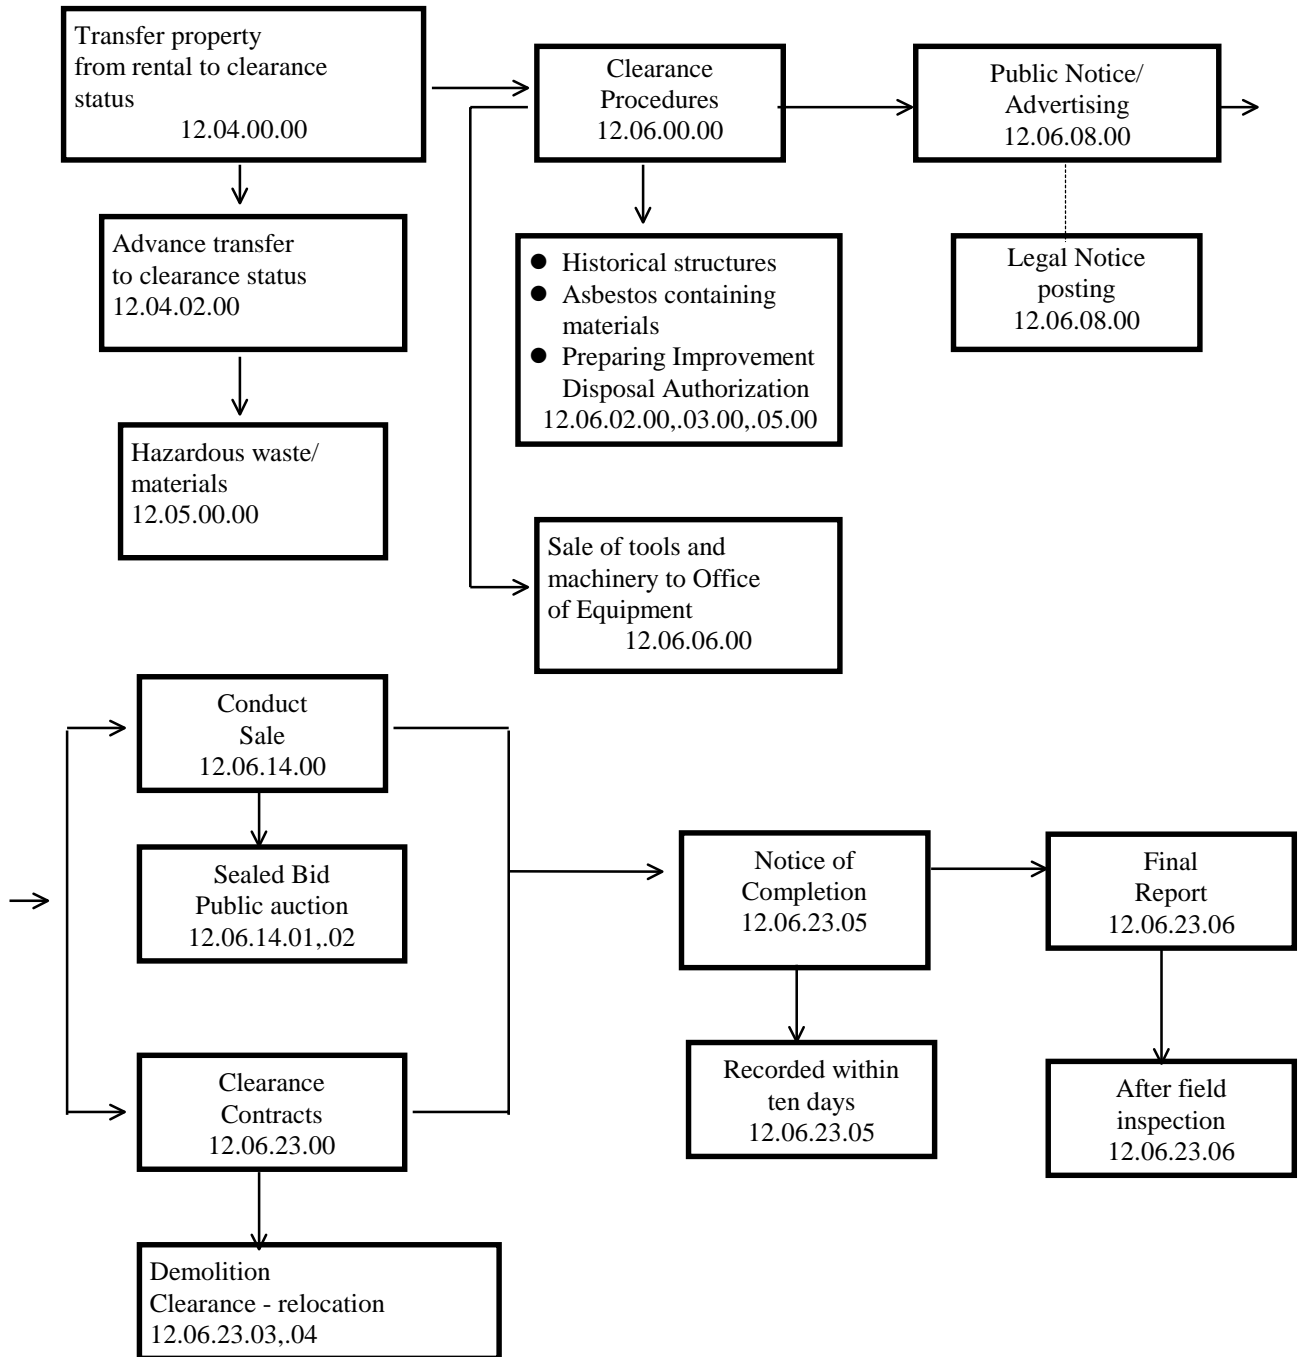 Transfer property
from rental to clearance
status
12.04.00.00
Clearance
Procedures
12.06.00.00
Public Notice/
Advertising
12.06.08.00
Advance transfer
to clearance status
12.04.02.00
● Historical structures
● Asbestos containing
materials
● Preparing Improvement
Disposal Authorization
12.06.02.00,.03.00,.05.00
Legal Notice
posting
12.06.08.00
Hazardous waste/
materials
12.05.00.00
Sale of tools and
machinery to Office
of Equipment
12.06.06.00
Conduct
Sale
12.06.14.00
Sealed Bid
Public auction
12.06.14.01,.02
Notice of
Completion
12.06.23.05
Final
Report
12.06.23.06
Clearance
Contracts
12.06.23.00
Recorded within
ten days
12.06.23.05
After field
inspection
12.06.23.06
Demolition
Clearance - relocation
12.06.23.03,.04